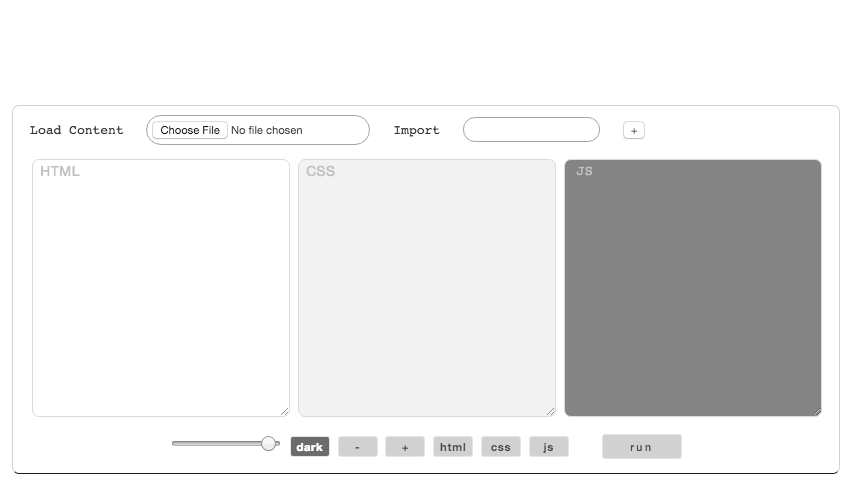 Load Content Choose File No file chosen Import +
HTML CSS JS
dark - + html css js run